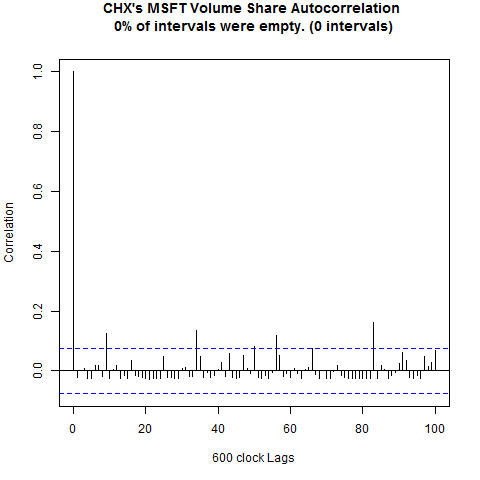 CHX's MSFT Volume Share Autocorrelation
0% of intervals were empty. (0 intervals)
1.0
0.8
0.6
0.4
0.2
0.0
Correlation
0 20 40 60 80 100
600 clock Lags